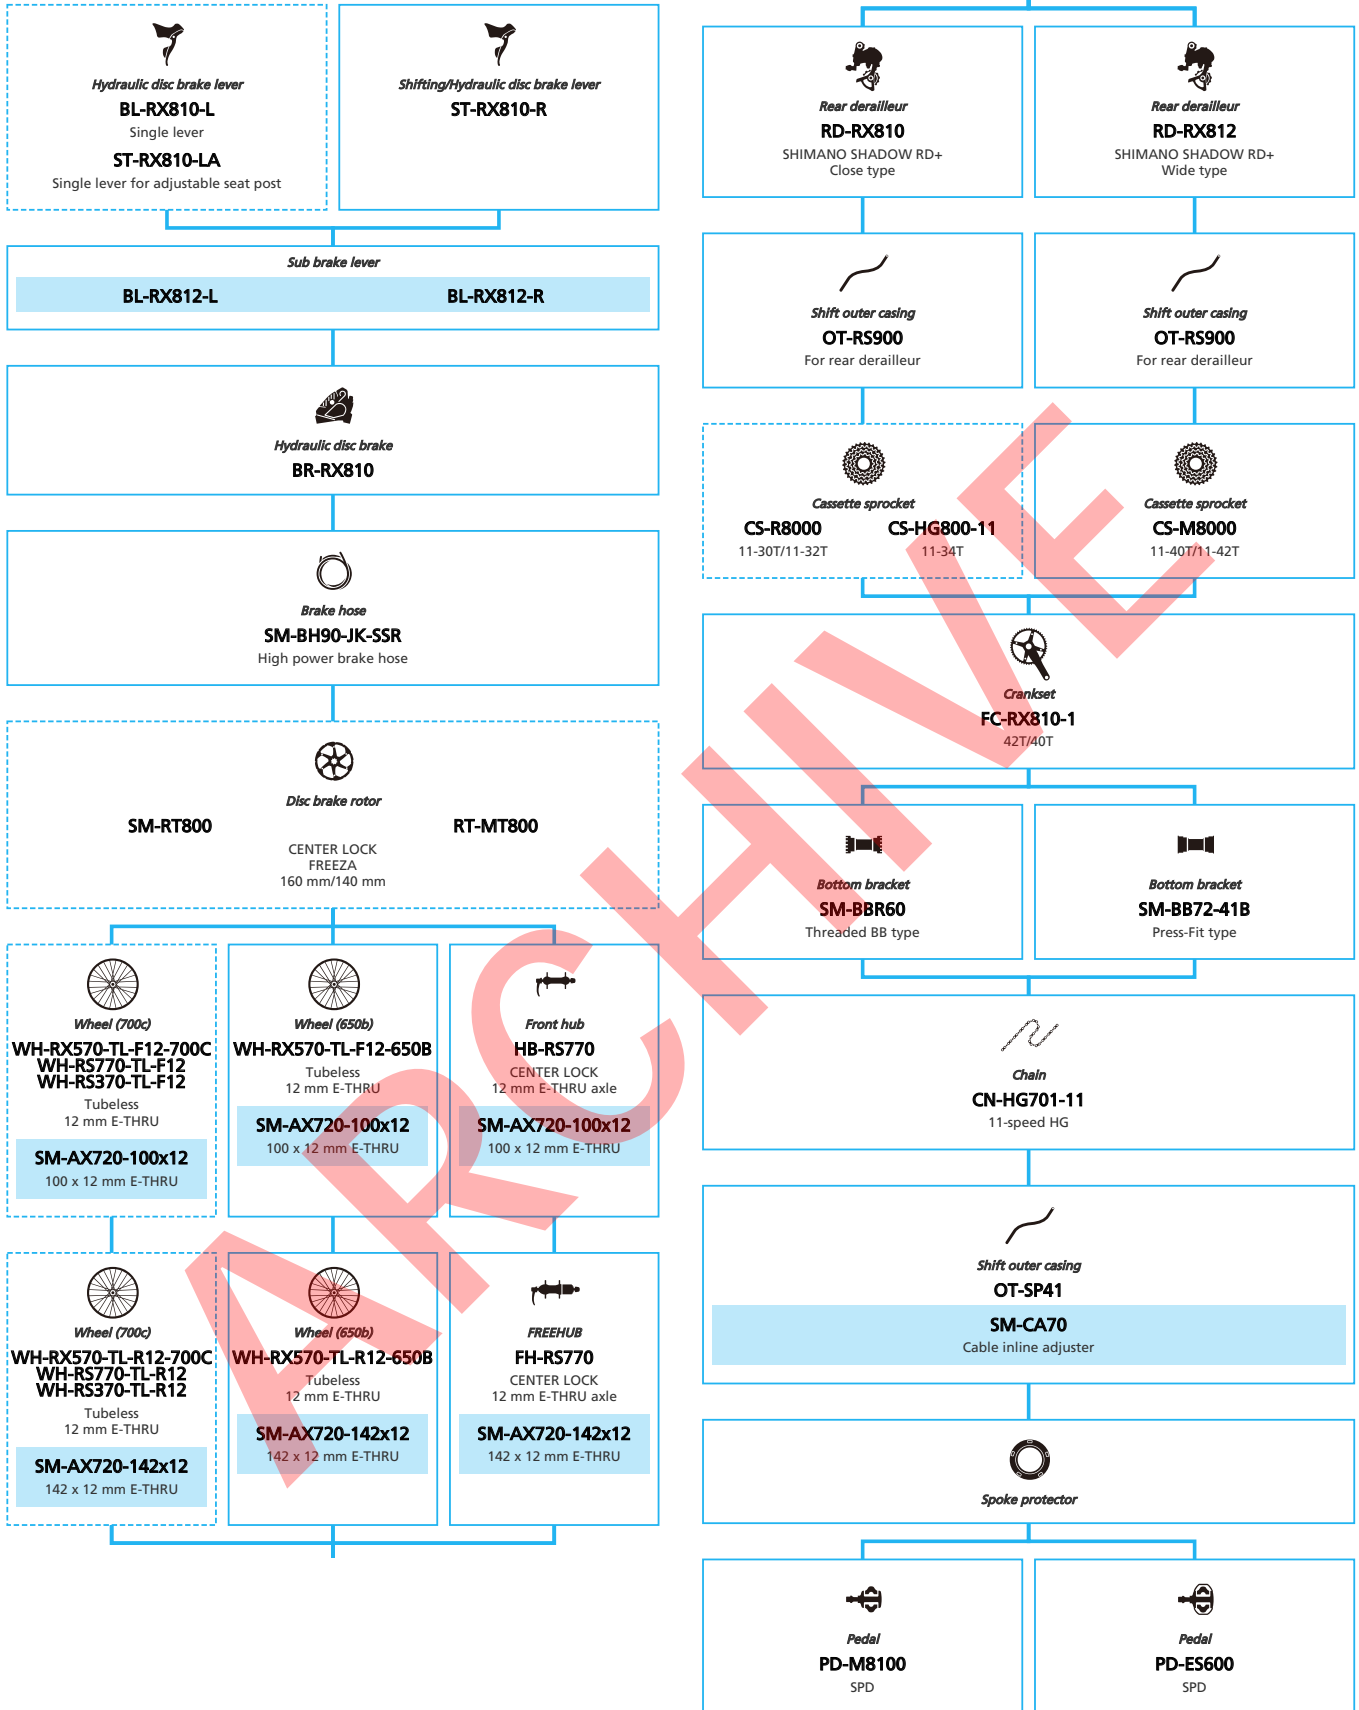 Hydraulic disc brake lever
BL-RX810-L
Single lever
ST-RX810-LA
Single lever for adjustable seat post
Shifting/Hydraulic disc brake lever
ST-RX810-R
Sub brake lever
BL-RX812-L
BL-RX812-R
Hydraulic disc brake
BR-RX810
Brake hose
SM-BH90-JK-SSR
High power brake hose
Disc brake rotor
SM-RT800
RT-MT800
CENTER LOCK
FREEZA
160 mm/140 mm
Wheel (700c)
WH-RX570-TL-F12-700C
WH-RS770-TL-F12
WH-RS370-TL-F12
Tubeless
12 mm E-THRU
SM-AX720-100x12
100 x 12 mm E-THRU
Wheel (650b)
WH-RX570-TL-F12-650B
Tubeless
12 mm E-THRU
SM-AX720-100x12
100 x 12 mm E-THRU
Front hub
HB-RS770
CENTER LOCK
12 mm E-THRU axle
SM-AX720-100x12
100 x 12 mm E-THRU
Wheel (700c)
WH-RX570-TL-R12-700C
WH-RS770-TL-R12
WH-RS370-TL-R12
Tubeless
12 mm E-THRU
SM-AX720-142x12
142 x 12 mm E-THRU
Wheel (650b)
WH-RX570-TL-R12-650B
Tubeless
12 mm E-THRU
SM-AX720-142x12
142 x 12 mm E-THRU
FREEHUB
FH-RS770
CENTER LOCK
12 mm E-THRU axle
SM-AX720-142x12
142 x 12 mm E-THRU
Rear derailleur
RD-RX810
SHIMANO SHADOW RD+
Close type
Rear derailleur
RD-RX812
SHIMANO SHADOW RD+
Wide type
Shift outer casing
OT-RS900
For rear derailleur
Shift outer casing
OT-RS900
For rear derailleur
Cassette sprocket
CS-R8000
11-30T/11-32T
CS-HG800-11
11-34T
Cassette sprocket
CS-M8000
11-40T/11-42T
Crankset
FC-RX810-1
42T/40T
Bottom bracket
SM-BBR60
Threaded BB type
Bottom bracket
SM-BB72-41B
Press-Fit type
Chain
CN-HG701-11
11-speed HG
Shift outer casing
OT-SP41
SM-CA70
Cable inline adjuster
Spoke protector
Pedal
PD-M8100
SPD
Pedal
PD-ES600
SPD
ARCHIVE